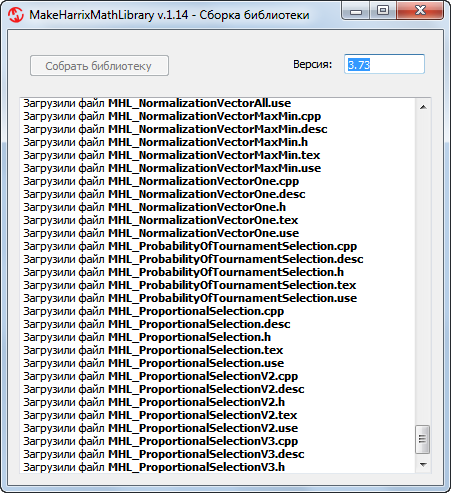 MakeHarrixMathLibrary v.1.14 - Сборка библиотеки
Собрать библиотеку Версия: 3.73
Загрузили файл MHL_NormalizationVectorAll.use
Загрузили файл MHL_NormalizationVectorMaxMin.cpp
Загрузили файл MHL_NormalizationVectorMaxMin.desc
Загрузили файл MHL_NormalizationVectorMaxMin.h
Загрузили файл MHL_NormalizationVectorMaxMin.tex
Загрузили файл MHL_NormalizationVectorMaxMin.use
Загрузили файл MHL_NormalizationVectorOne.cpp
Загрузили файл MHL_NormalizationVectorOne.desc
Загрузили файл MHL_NormalizationVectorOne.h
Загрузили файл MHL_NormalizationVectorOne.tex
Загрузили файл MHL_NormalizationVectorOne.use
Загрузили файл MHL_ProbabilityOfTournamentSelection.cpp
Загрузили файл MHL_ProbabilityOfTournamentSelection.desc
Загрузили файл MHL_ProbabilityOfTournamentSelection.h
Загрузили файл MHL_ProbabilityOfTournamentSelection.tex
Загрузили файл MHL_ProbabilityOfTournamentSelection.use
Загрузили файл MHL_ProportionalSelection.cpp
Загрузили файл MHL_ProportionalSelection.desc
Загрузили файл MHL_ProportionalSelection.h
Загрузили файл MHL_ProportionalSelection.tex
Загрузили файл MHL_ProportionalSelection.use
Загрузили файл MHL_ProportionalSelectionV2.cpp
Загрузили файл MHL_ProportionalSelectionV2.desc
Загрузили файл MHL_ProportionalSelectionV2.h
Загрузили файл MHL_ProportionalSelectionV2.tex
Загрузили файл MHL_ProportionalSelectionV2.use
Загрузили файл MHL_ProportionalSelectionV3.cpp
Загрузили файл MHL_ProportionalSelectionV3.desc
Загрузили файл MHL_ProportionalSelectionV3.h